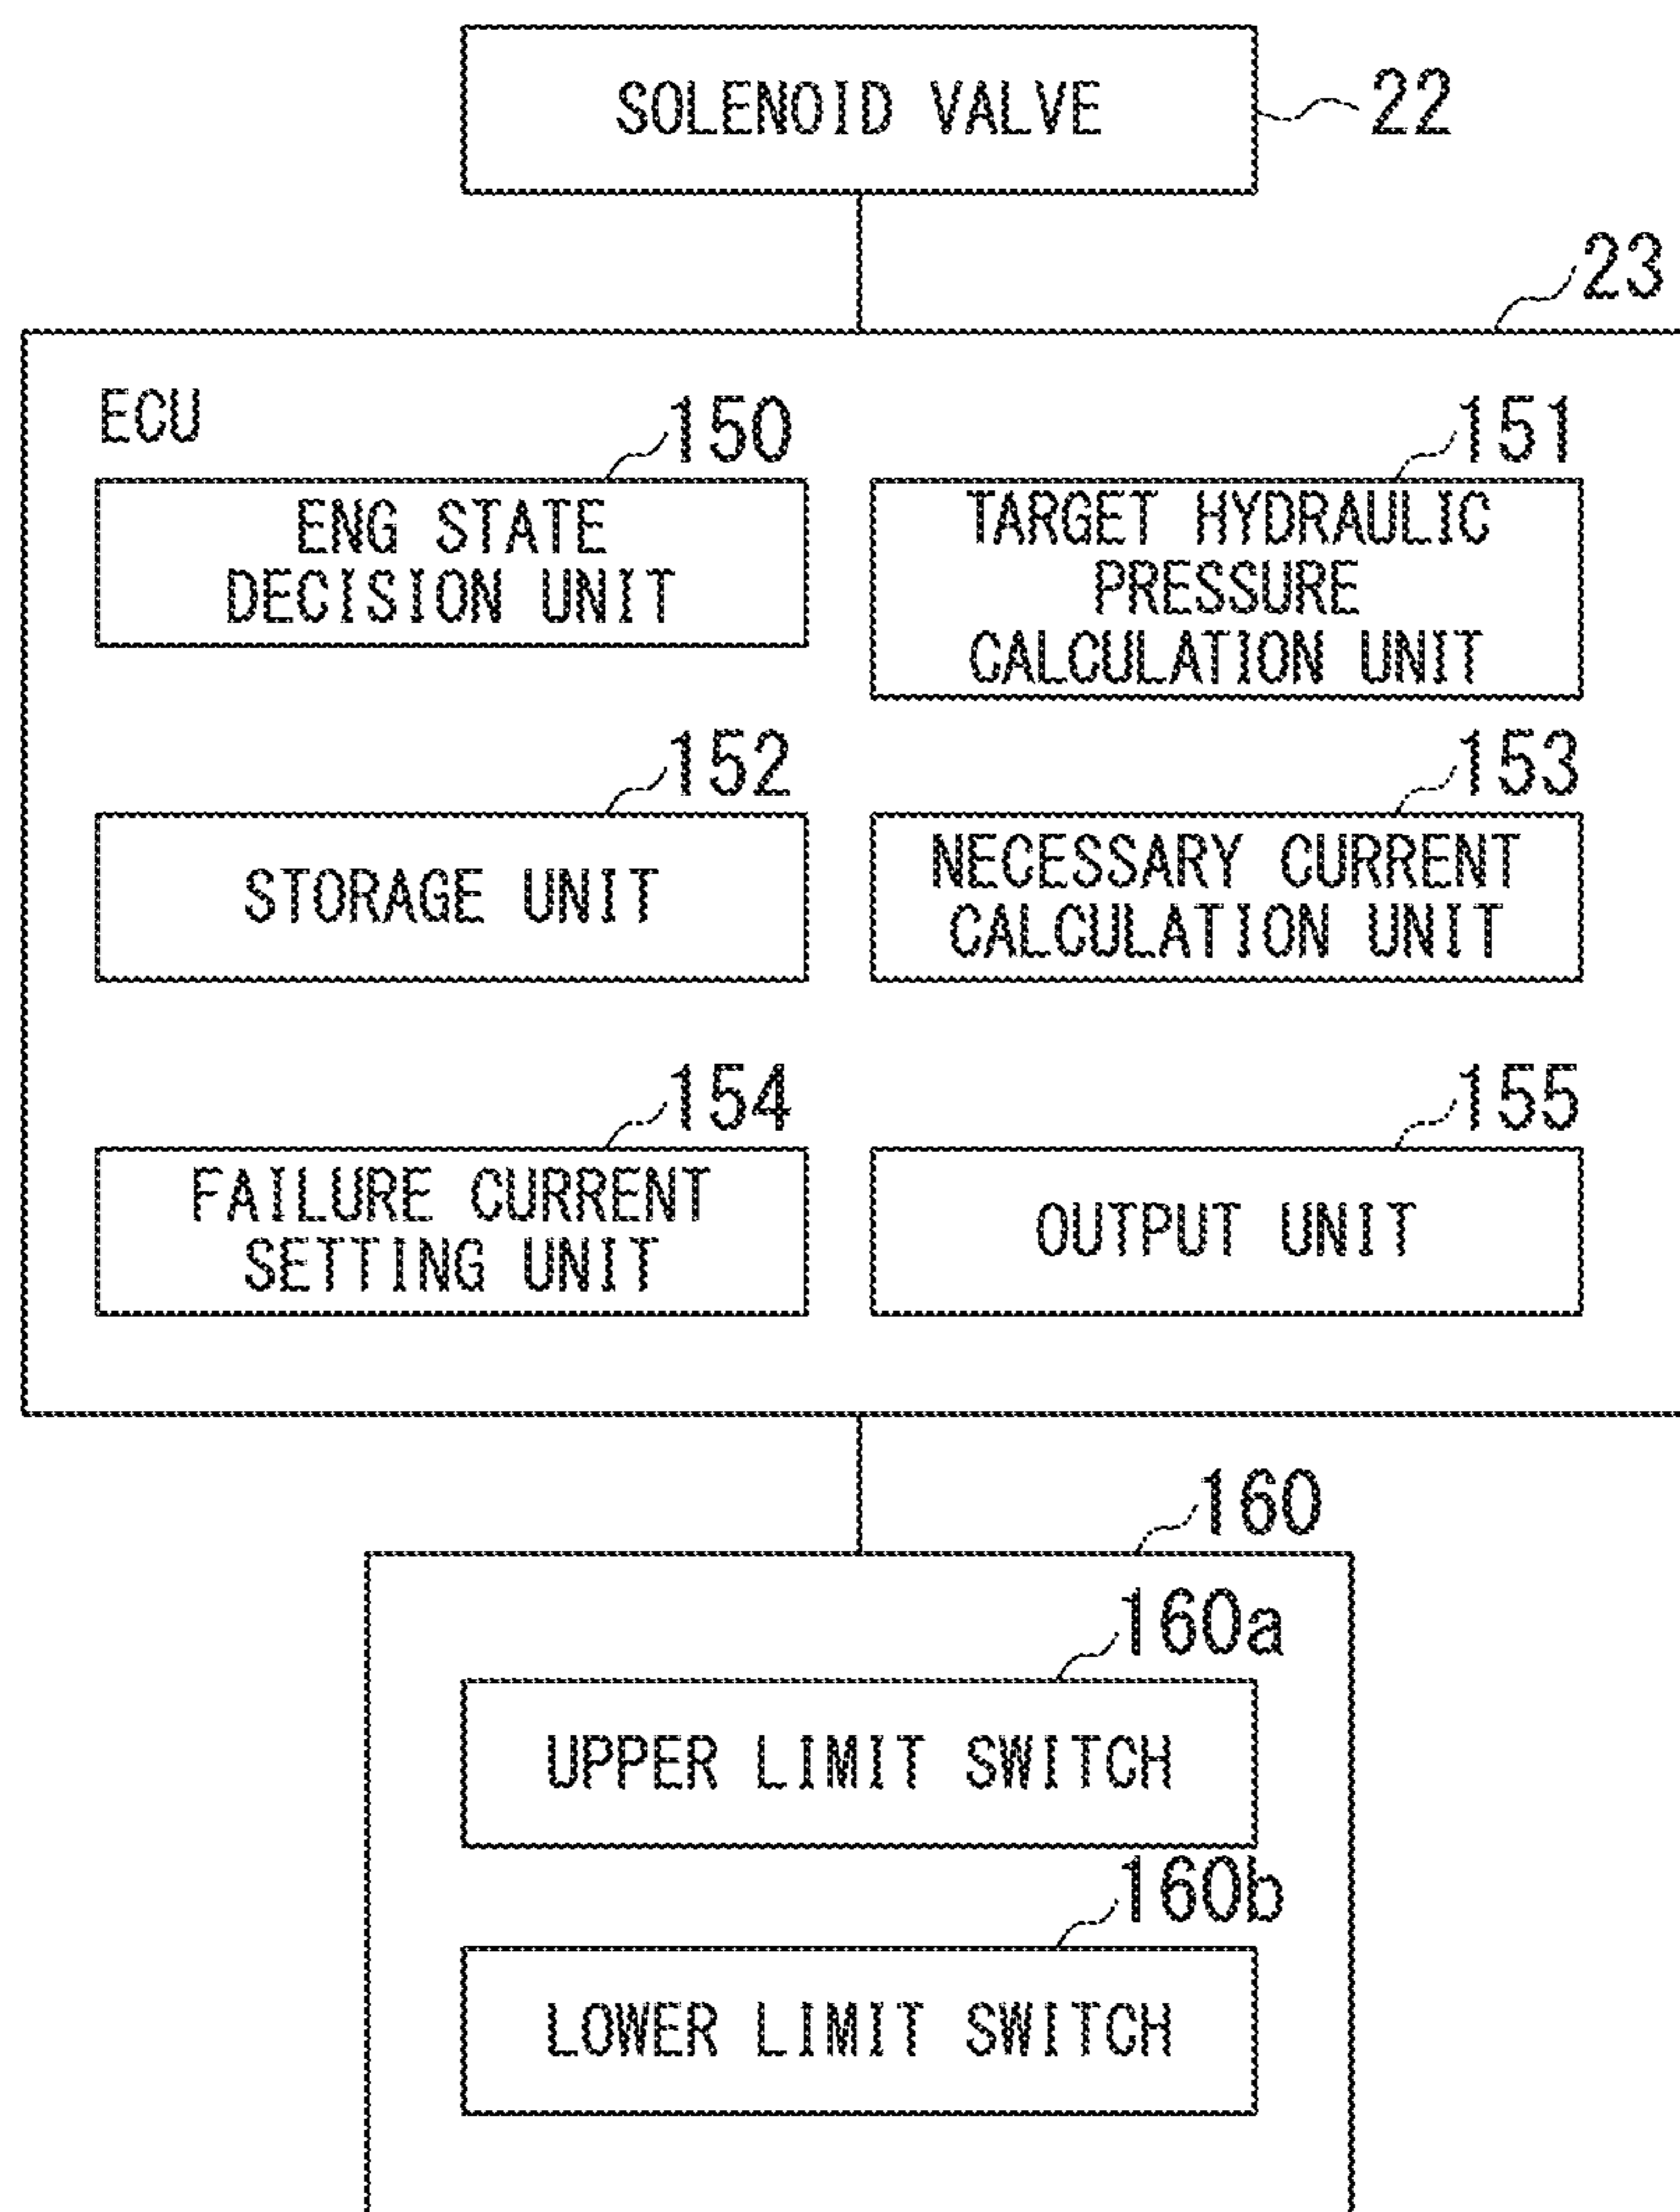 SOLENOID VALVE
22
23
ECU
150
151
ENG STATE
DECISION UNIT
TARGET HYDRAULIC
PRESSURE
CALCULATION UNIT
152
153
STORAGE UNIT
NECESSARY CURRENT
CALCULATION UNIT
154
155
FAILURE CURRENT
SETTING UNIT
OUTPUT UNIT
160
160a
UPPER LIMIT SWITCH
160b
LOWER LIMIT SWITCH